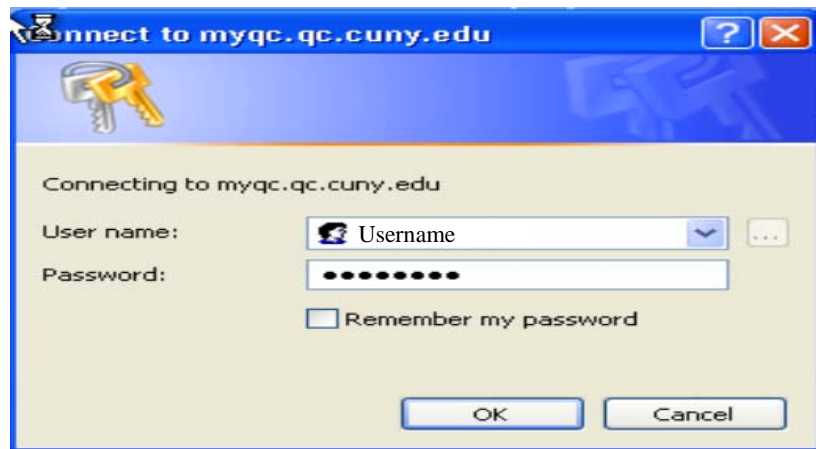 Connect to myqc.qc.cuny.edu
Connecting to myqc.qc.cuny.edu
User name: Username ...
Password: ••••••••
Remember my password
OK Cancel